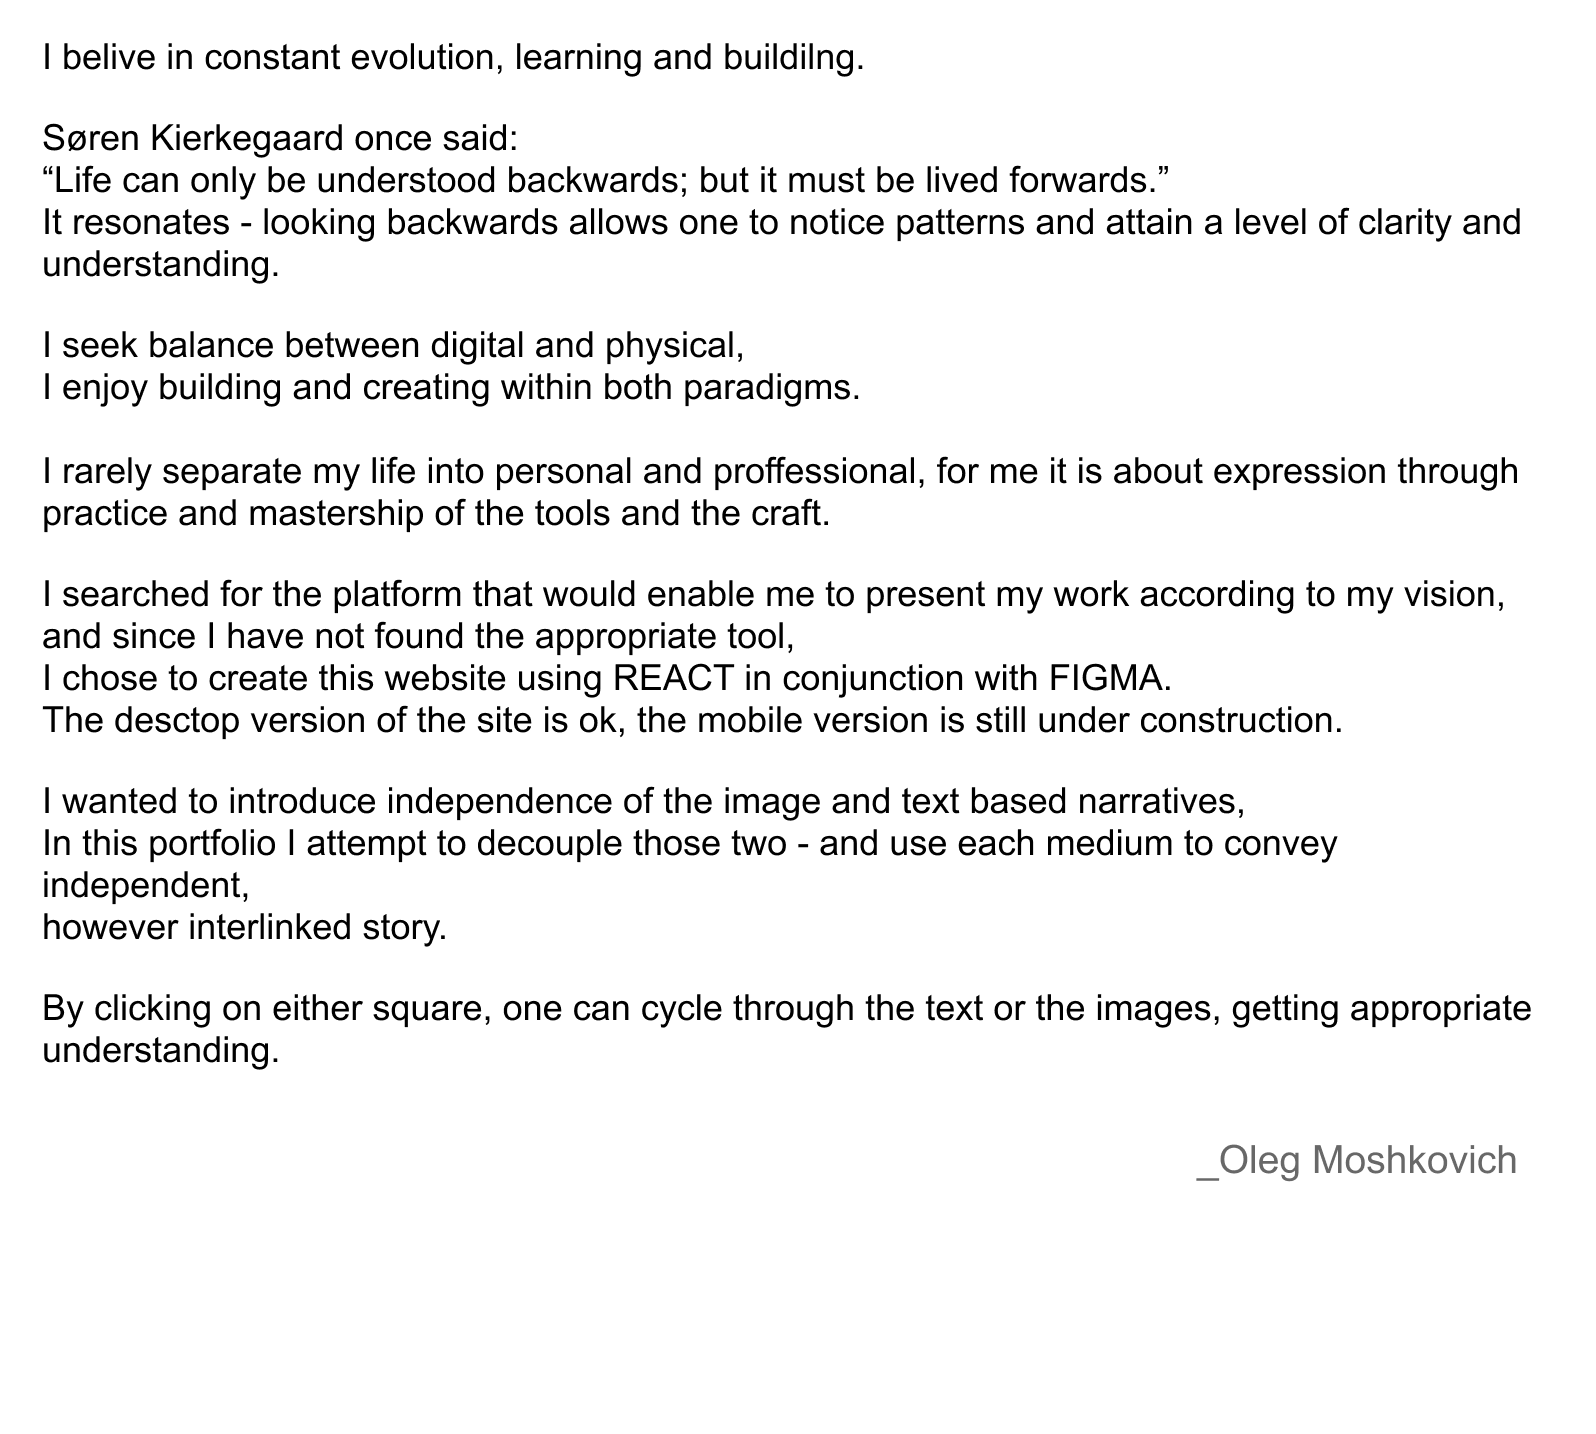 I belive in constant evolution, learning and buildilng.
Søren Kierkegaard once said:
“Life can only be understood backwards; but it must be lived forwards.”
It resonates - looking backwards allows one to notice patterns and attain a level of clarity and
understanding.
I seek balance between digital and physical,
I enjoy building and creating within both paradigms.
I rarely separate my life into personal and proffessional, for me it is about expression through
practice and mastership of the tools and the craft.
I searched for the platform that would enable me to present my work according to my vision,
and since I have not found the appropriate tool,
I chose to create this website using REACT in conjunction with FIGMA.
The desctop version of the site is ok, the mobile version is still under construction.
I wanted to introduce independence of the image and text based narratives,
In this portfolio I attempt to decouple those two - and use each medium to convey
independent,
however interlinked story.
By clicking on either square, one can cycle through the text or the images, getting appropriate
understanding.
_Oleg Moshkovich